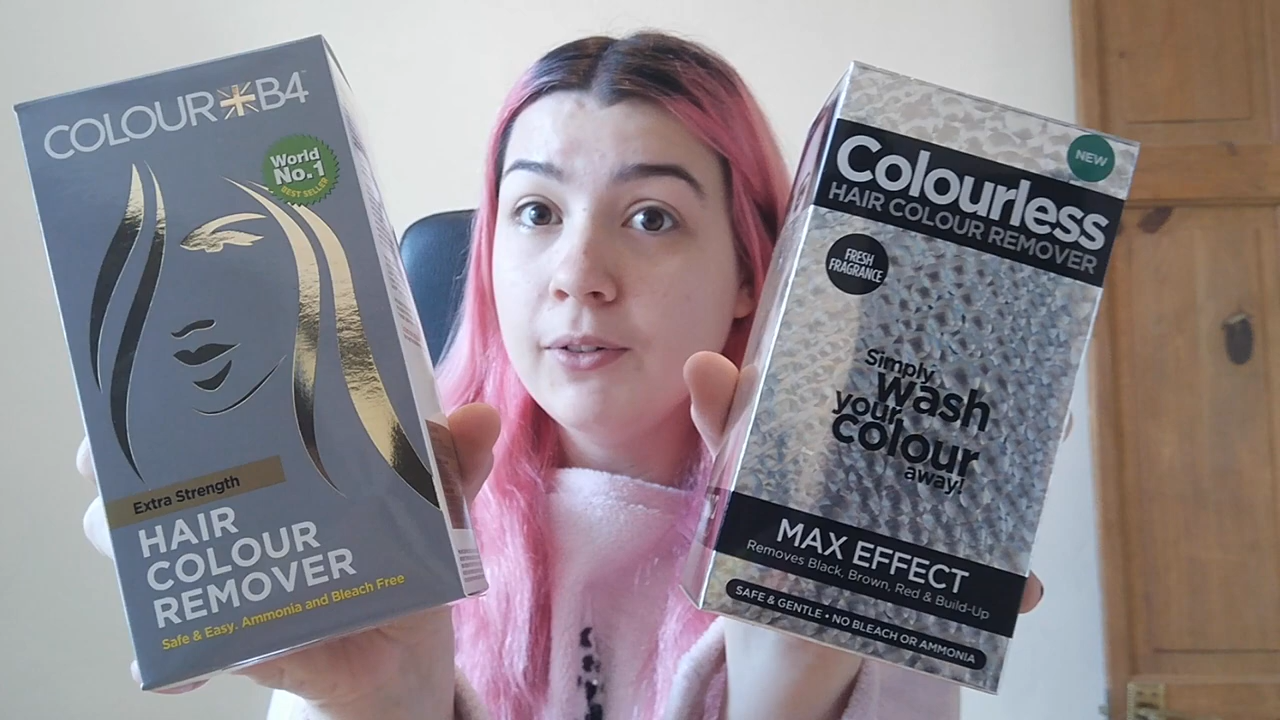 COLOUR B4
World
No.1
BEST SELLER
Extra Strength
HAIR
COLOUR
REMOVER
Safe & Easy. Ammonia and Bleach Free
NEW
Colourless
HAIR COLOUR REMOVER
FRESH
FRAGRANCE
Simply
wash
your
colour
away!
MAX EFFECT
Removes Black, Brown, Red & Build-Up
SAFE & GENTLE • NO BLEACH OR AMMONIA